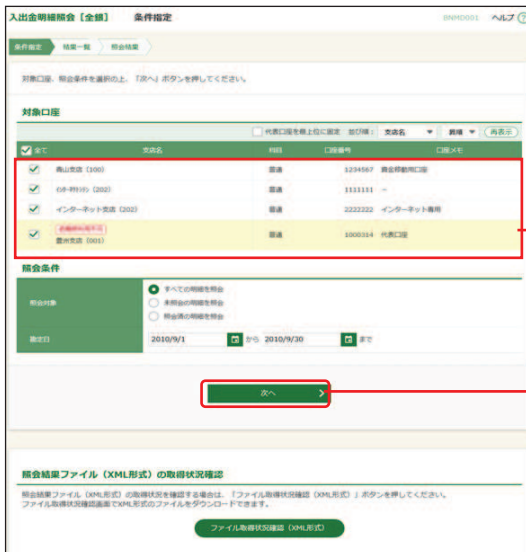 入出金明細照会［全銀］　条件指定　BNMD001　ヘルプ
条件指定　結果一覧　照会結果
対象口座、照会条件を選択の上、「次へ」ボタンを押してください。
対象口座
代表口座を最上位に固定　並び順：　支店名　昇順　再表示
全て　支店名　科目　口座番号　口座メモ
青山支店（100）　普通　1234567　資金移動用口座
普通　1111111　－
インターネット支店（202）　普通　2222222　インターネット専用
豊洲支店（001）　普通　1000314　代表口座
照会条件
照会対象
すべての明細を照会
未照会の明細を照会
照会済の明細を照会
勘定日　2010/9/1　から　2010/9/30　まで
次へ
照会結果ファイル（XML形式）の取得状況確認
照会結果ファイル（XML形式）の取得状況を確認する場合は、「ファイル取得状況確認（XML形式）」ボタンを押してください。
ファイル取得状況確認画面でXML形式のファイルをダウンロードできます。
ファイル取得状況確認（XML形式）